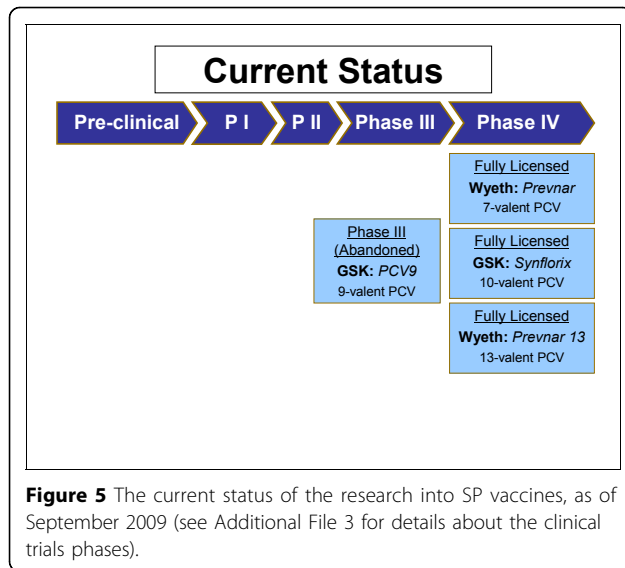 Current Status
Pre-clinical P I P II Phase III Phase IV
Fully Licensed
Wyeth: Prevnar
7-valent PCV
Phase III
(Abandoned)
GSK: PCV9
9-valent PCV
Fully Licensed
GSK: Synflorix
10-valent PCV
Fully Licensed
Wyeth: Prevnar 13
13-valent PCV
Figure 5 The current status of the research into SP vaccines, as of
September 2009 (see Additional File 3 for details about the clinical
trials phases).